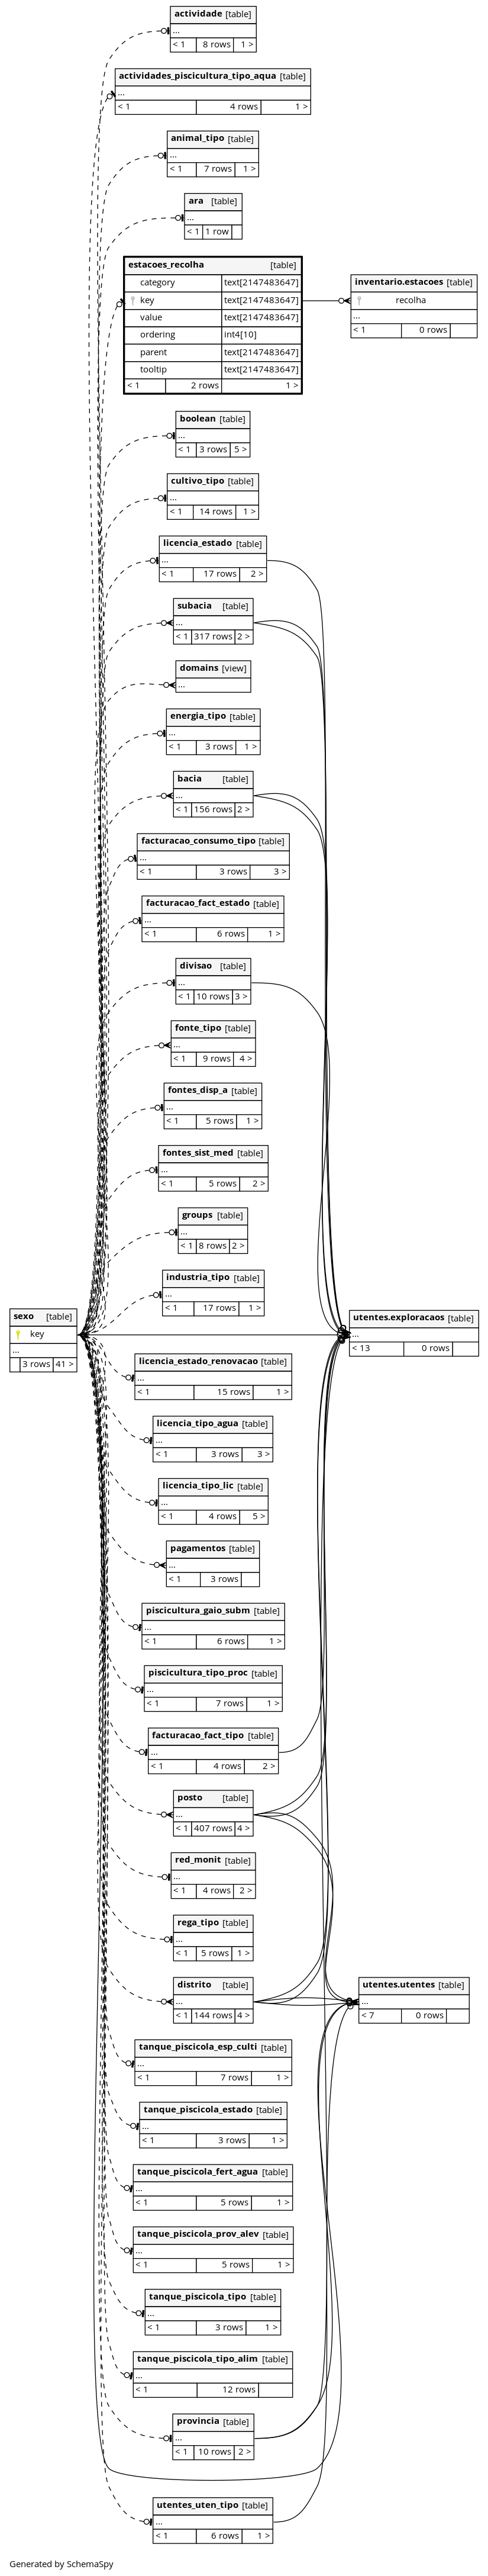 actividade [table]
...
< 1 8 rows 1 >
actividades_piscicultura_tipo_aqua [table]
...
< 1 4 rows 1 >
animal_tipo [table]
...
< 1 7 rows 1 >
ara [table]
...
< 1 1 row
estacoes_recolha [table]
category text[2147483647]
key text[2147483647]
value text[2147483647]
ordering int4[10]
parent text[2147483647]
tooltip text[2147483647]
< 1 2 rows 1 >
inventario.estacoes [table]
recolha
...
< 1 0 rows
boolean [table]
...
< 1 3 rows 5 >
cultivo_tipo [table]
...
< 1 14 rows 1 >
licencia_estado [table]
...
< 1 17 rows 2 >
subacia [table]
...
< 1 317 rows 2 >
domains [view]
...
energia_tipo [table]
...
< 1 3 rows 1 >
bacia [table]
...
< 1 156 rows 2 >
facturacao_consumo_tipo [table]
...
< 1 3 rows 3 >
facturacao_fact_estado [table]
...
< 1 6 rows 1 >
divisao [table]
...
< 1 10 rows 3 >
fonte_tipo [table]
...
< 1 9 rows 4 >
fontes_disp_a [table]
...
< 1 5 rows 1 >
fontes_sist_med [table]
...
< 1 5 rows 2 >
groups [table]
...
< 1 8 rows 2 >
industria_tipo [table]
...
< 1 17 rows 1 >
sexo [table]
key
...
3 rows 41 >
utentes.exploracaos [table]
...
< 13 0 rows
licencia_estado_renovacao [table]
...
< 1 15 rows 1 >
licencia_tipo_agua [table]
...
< 1 3 rows 3 >
licencia_tipo_lic [table]
...
< 1 4 rows 5 >
pagamentos [table]
...
< 1 3 rows
piscicultura_gaio_subm [table]
...
< 1 6 rows 1 >
piscicultura_tipo_proc [table]
...
< 1 7 rows 1 >
facturacao_fact_tipo [table]
...
< 1 4 rows 2 >
posto [table]
...
< 1 407 rows 4 >
red_monit [table]
...
< 1 4 rows 2 >
rega_tipo [table]
...
< 1 5 rows 1 >
distrito [table]
...
< 1 144 rows 4 >
utentes.utentes [table]
...
< 7 0 rows
tanque_piscicola_esp_culti [table]
...
< 1 7 rows 1 >
tanque_piscicola_estado [table]
...
< 1 3 rows 1 >
tanque_piscicola_fert_agua [table]
...
< 1 5 rows 1 >
tanque_piscicola_prov_alev [table]
...
< 1 5 rows 1 >
tanque_piscicola_tipo [table]
...
< 1 3 rows 1 >
tanque_piscicola_tipo_alim [table]
...
< 1 12 rows
provincia [table]
...
< 1 10 rows 2 >
utentes_uten_tipo [table]
...
< 1 6 rows 1 >
Generated by SchemaSpy